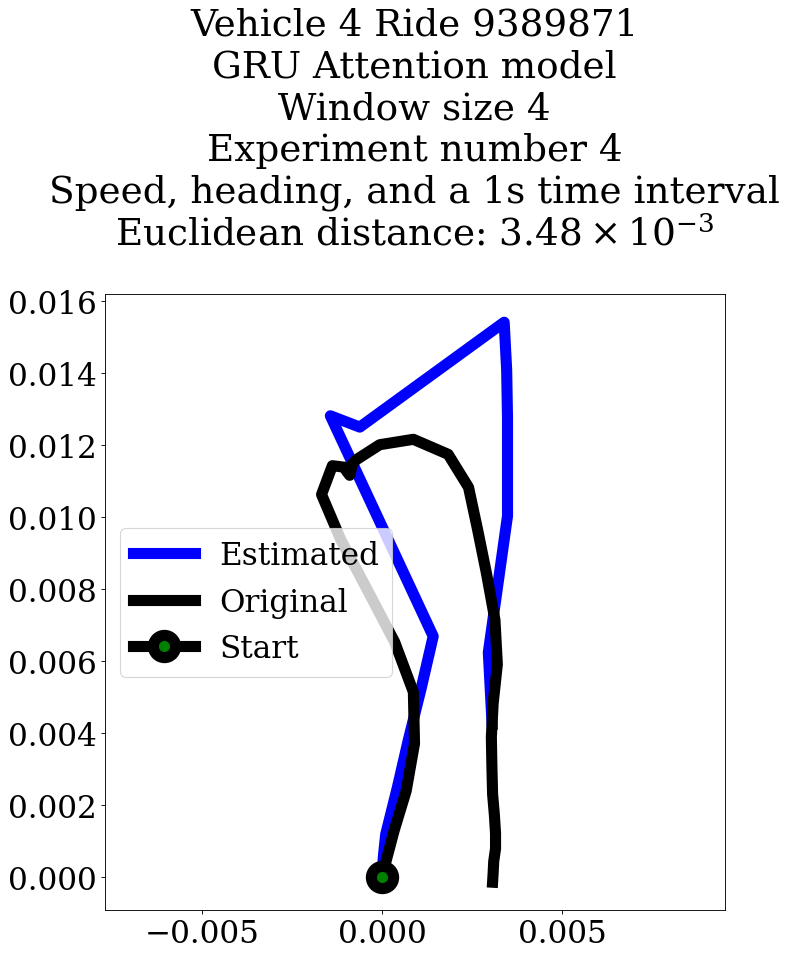 Vehicle 4 Ride 9389871
GRU Attention model
Window size 4
Experiment number 4
Speed, heading, and a 1s time interval
Euclidean distance: 3.48 × 10⁻³
0.016
0.014
0.012
0.010
0.008
0.006
0.004
0.002
0.000
Estimated
Original
Start
−0.005
0.000
0.005